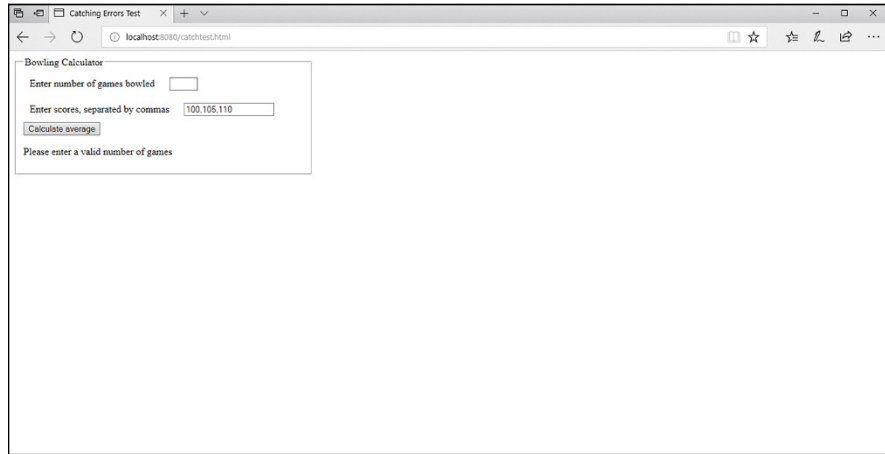 Catching Errors Test
localhost:8080/catchtest.html
Bowling Calculator
Enter number of games bowled
Enter scores, separated by commas 100,105,110
Calculate average
Please enter a valid number of games